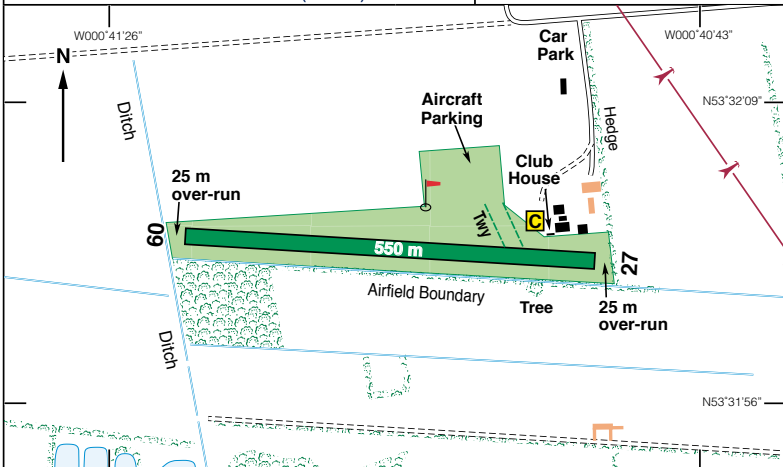 W000°41'26"
W000°40'43"
N
Car
Park
N53°32'09"
Aircraft
Parking
Ditch
Hedge
Club
House
25 m
over-run
C
Twy
09
550 m
27
Airfield Boundary
Tree
25 m
over-run
Ditch
N53°31'56"